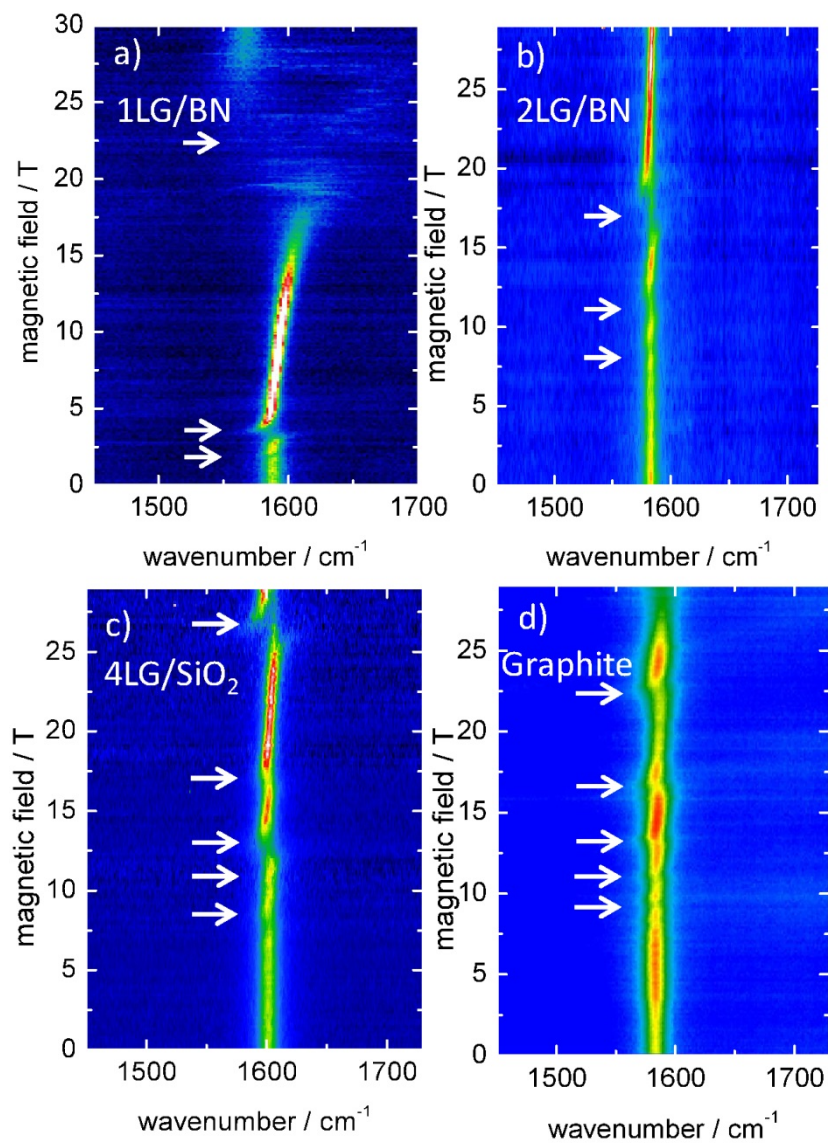 a)
1LG/BN
30
25
20
15
10
5
0
magnetic field / T
1500
1600
1700
wavenumber / cm⁻¹
b)
2LG/BN
25
20
15
10
5
0
magnetic field / T
1500
1600
1700
wavenumber / cm⁻¹
c)
4LG/SiO₂
25
20
15
10
5
0
magnetic field / T
1500
1600
1700
wavenumber / cm⁻¹
d)
Graphite
25
20
15
10
5
0
magnetic field / T
1500
1600
1700
wavenumber / cm⁻¹